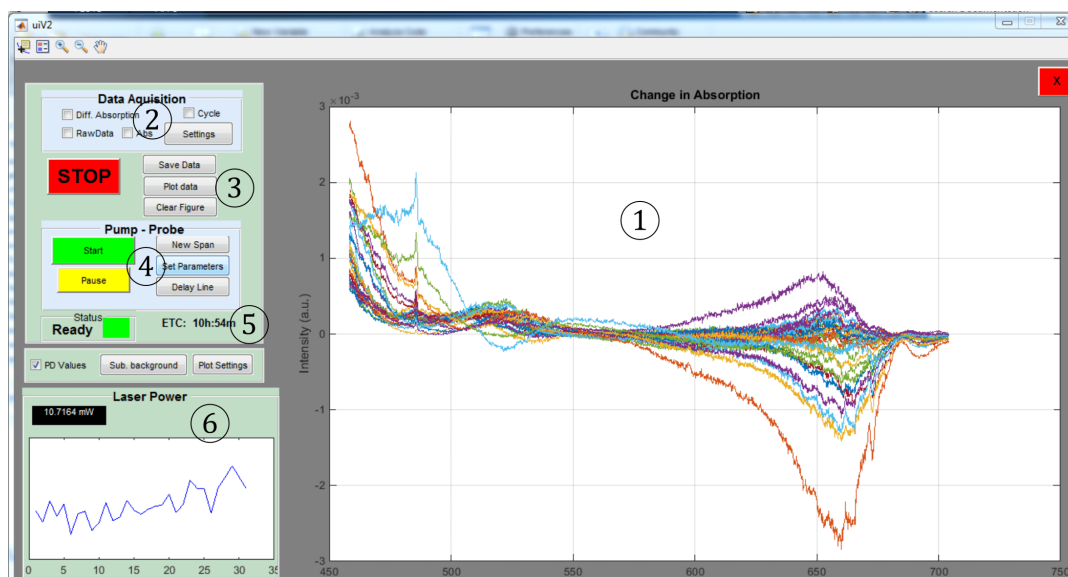 uiV2
Data Aquisition
Diff. Absorption
Cycle
2
RawData
Abs
Settings
STOP
Save Data
Plot data
3
Clear Figure
Pump - Probe
Start
New Span
4
Set Parameters
Pause
Delay Line
Status
Ready
ETC: 10h:54m
5
PD Values
Sub. background
Plot Settings
Laser Power
10.7164 mW
6
0 5 10 15 20 25 30 35
X
Change in Absorption
×10-3
3
2
1
0
-1
-2
-3
Intensity (a.u.)
1
450 500 550 600 650 700 750